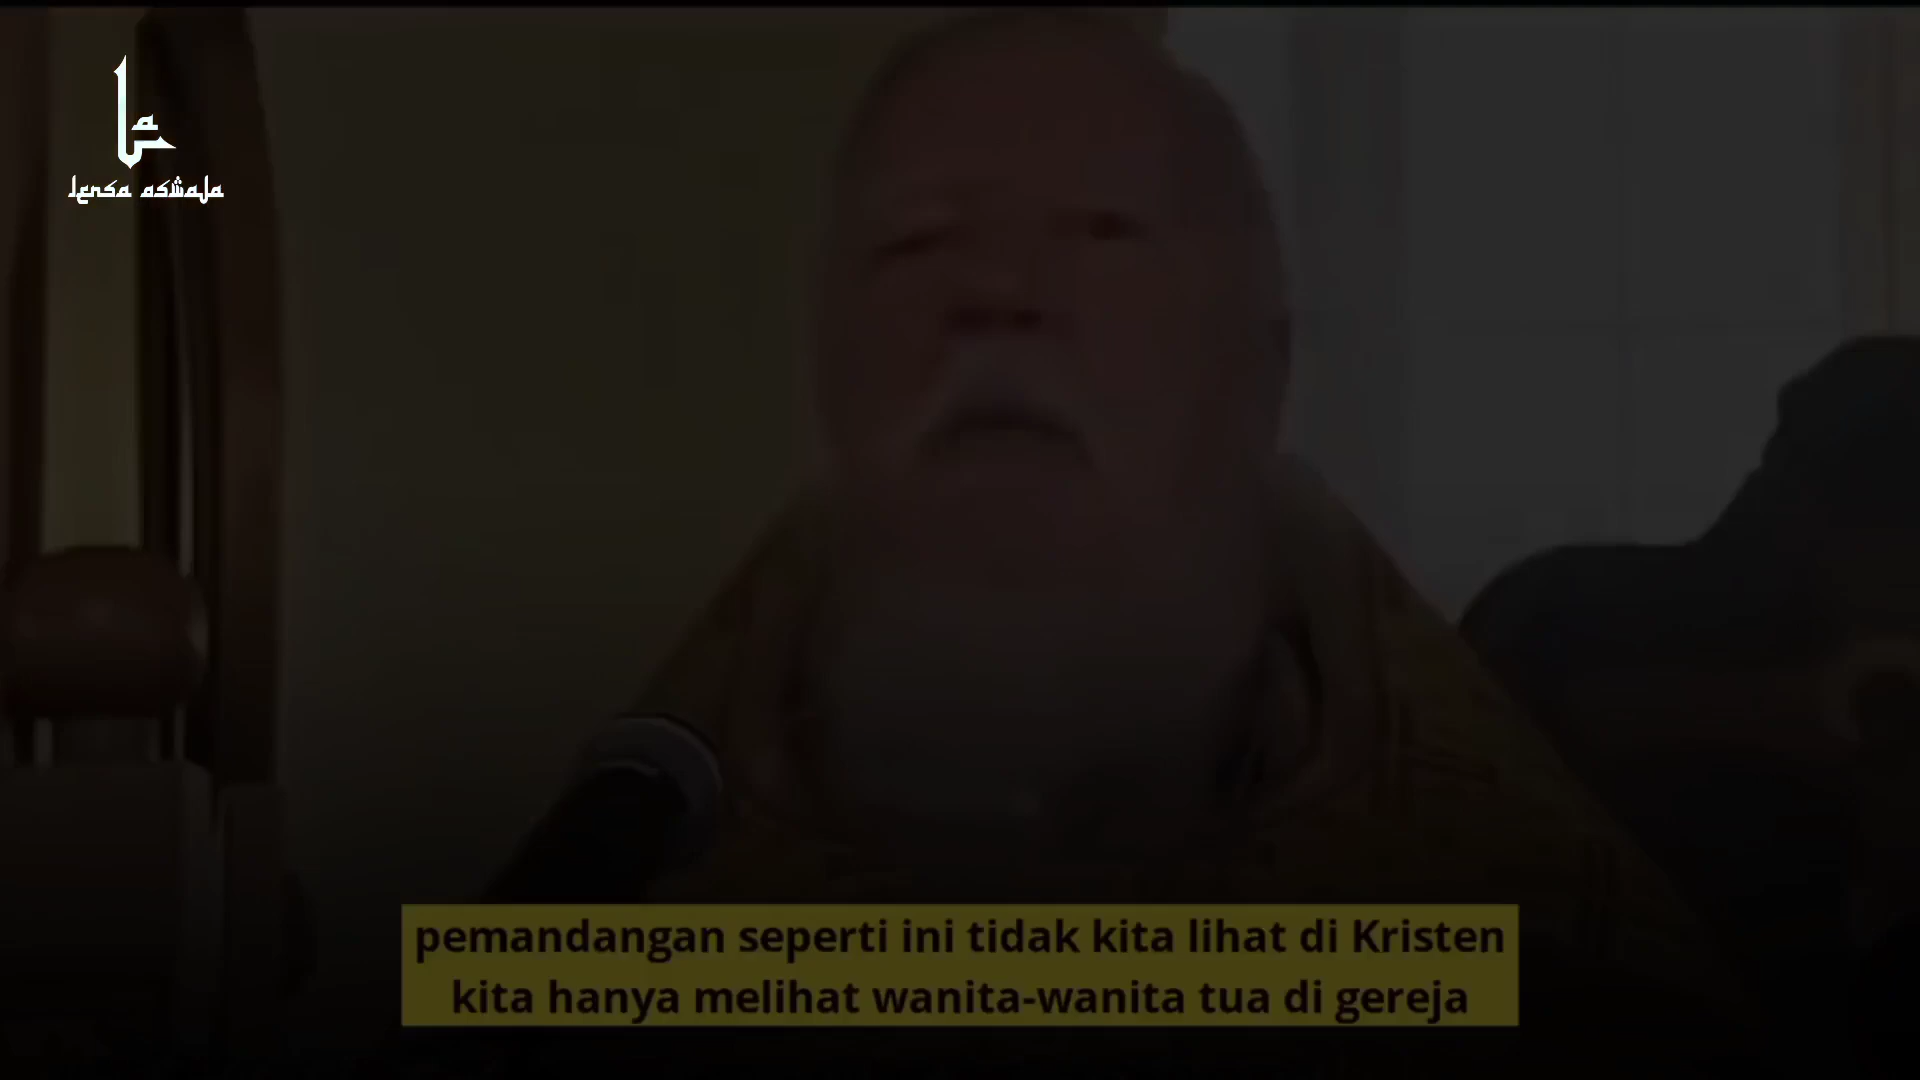 lensa aswaja
pemandangan seperti ini tidak kita lihat di Kristen
kita hanya melihat wanita-wanita tua di gereja